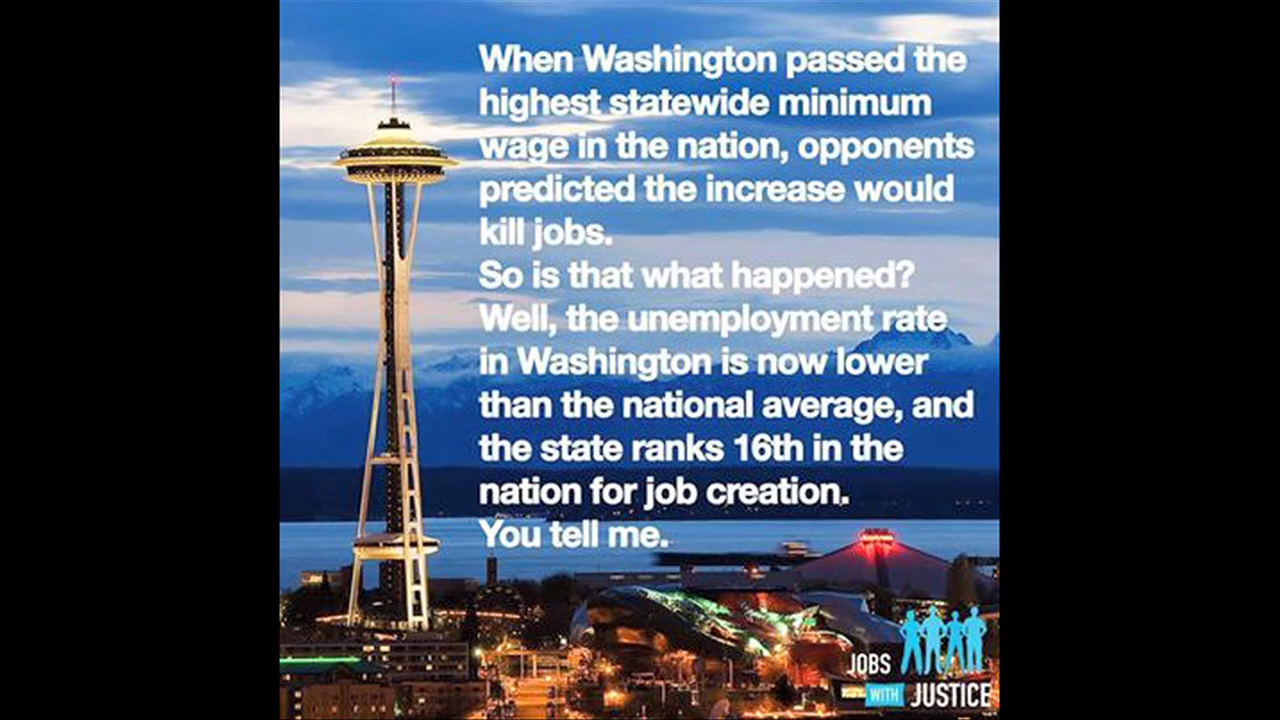 When Washington passed the
highest statewide minimum
wage in the nation, opponents
predicted the increase would
kill jobs.
So is that what happened?
Well, the unemployment rate
in Washington is now lower
than the national average, and
the state ranks 16th in the
nation for job creation.
You tell me.
JOBS
WITH JUSTICE